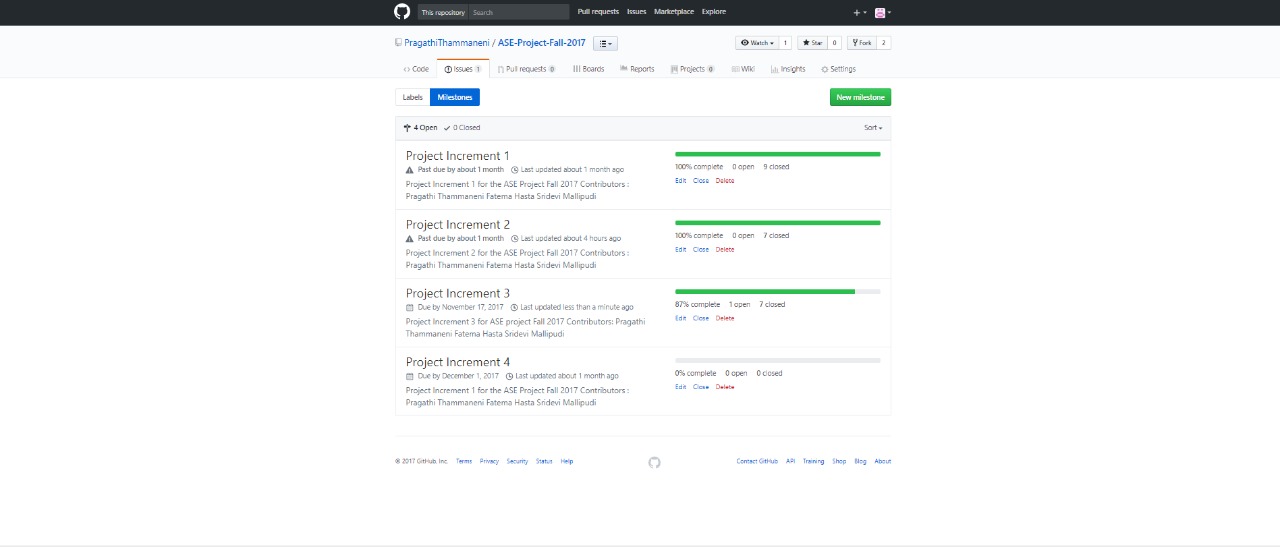 This repository Search Pull requests Issues Marketplace Explore
PragathiThammaneni / ASE-Project-Fall-2017 Watch 1 Star 0 Fork 2
Code Issues 1 Pull requests 0 Boards Reports Projects 0 Wiki Insights Settings
Labels Milestones New milestone
4 Open 0 Closed Sort
Project Increment 1
Past due by about 1 month Last updated about 1 month ago
Project Increment 1 for the ASE Project Fall 2017 Contributors :
Pragathi Thammaneni Fatema Hasta Sridevi Mallipudi
100% complete 0 open 9 closed
Edit Close Delete
Project Increment 2
Past due by about 1 month Last updated about 4 hours ago
Project Increment 2 for the ASE Project Fall 2017 Contributors :
Pragathi Thammaneni Fatema Hasta Sridevi Mallipudi
100% complete 0 open 7 closed
Edit Close Delete
Project Increment 3
Due by November 17, 2017 Last updated less than a minute ago
Project Increment 3 for ASE project Fall 2017 Contributors: Pragathi
Thammaneni Fatema Hasta Sridevi Mallipudi
87% complete 1 open 7 closed
Edit Close Delete
Project Increment 4
Due by December 1, 2017 Last updated about 1 month ago
Project Increment 1 for the ASE Project Fall 2017 Contributors :
Pragathi Thammaneni Fatema Hasta Sridevi Mallipudi
0% complete 0 open 0 closed
Edit Close Delete
© 2017 GitHub, Inc. Terms Privacy Security Status Help Contact GitHub API Training Shop Blog About